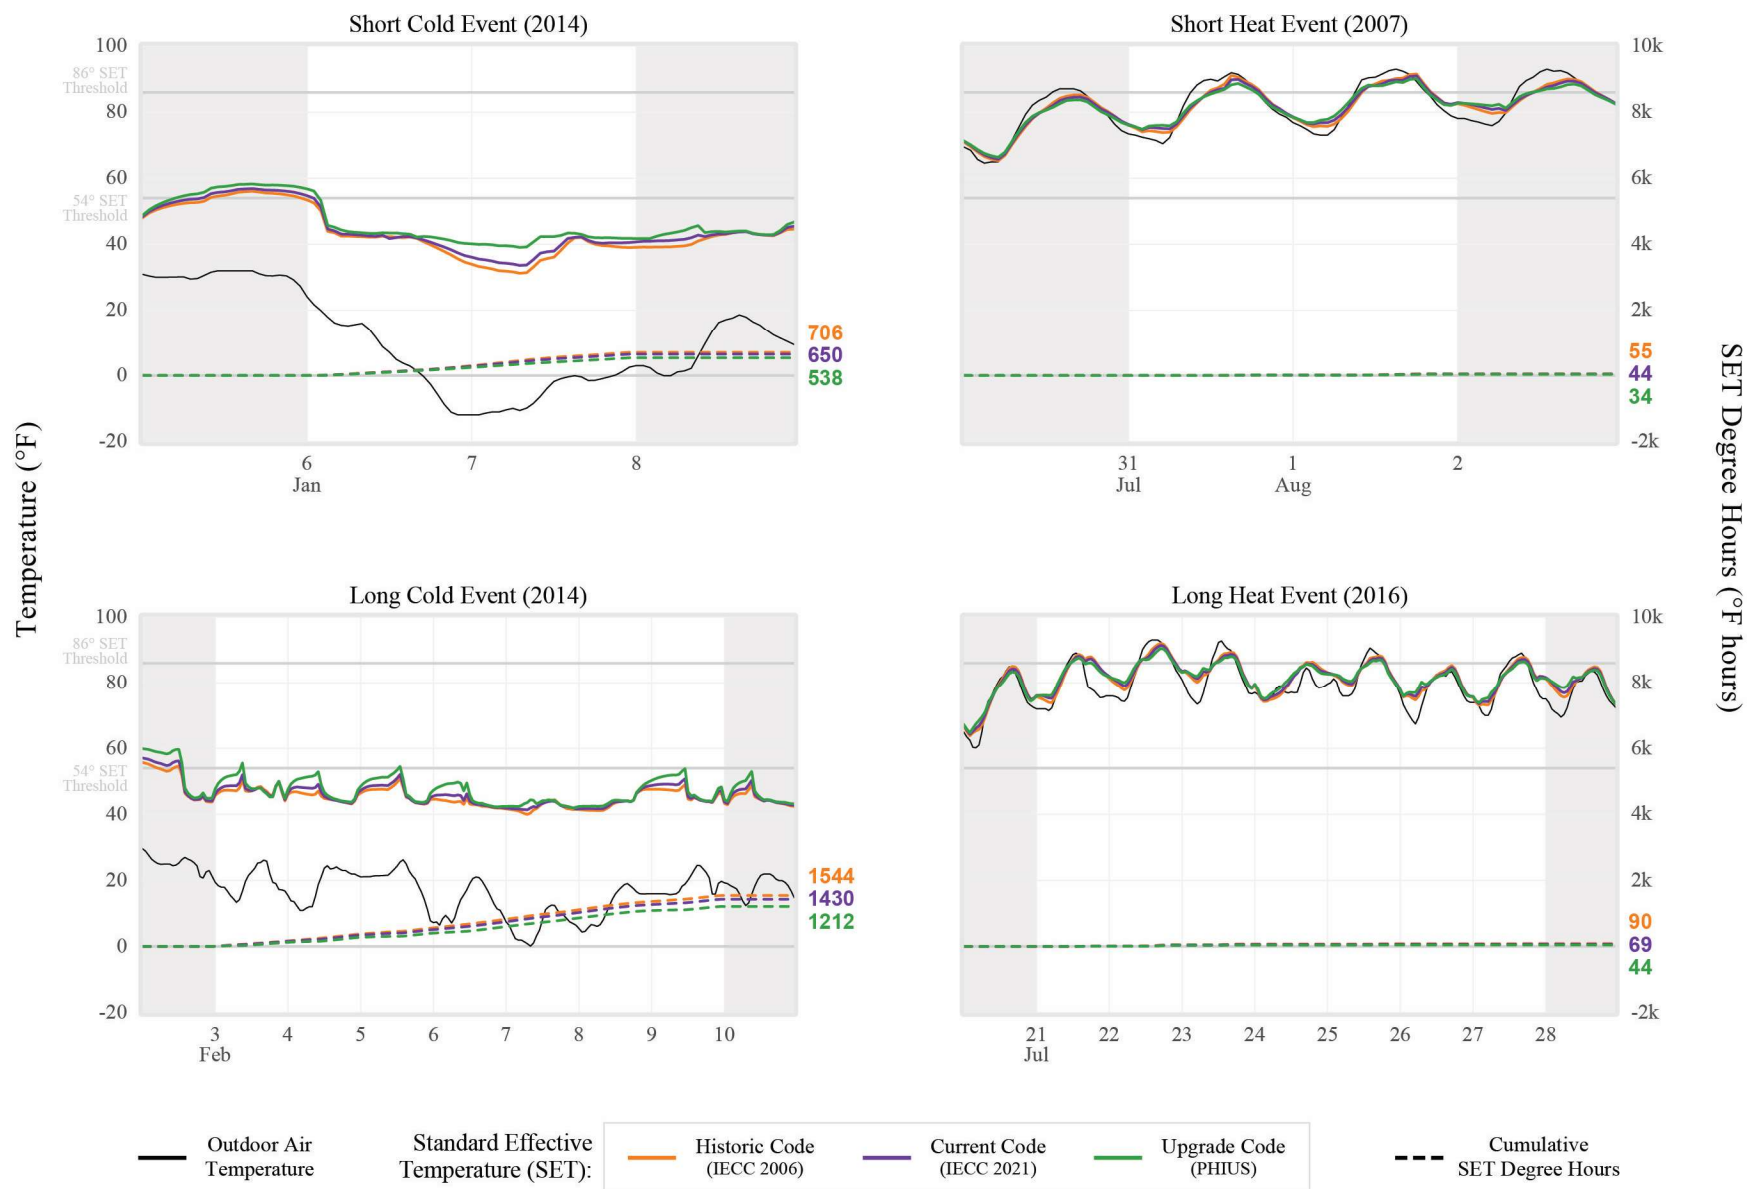 Short Cold Event (2014)
100
86° SET
Threshold
80
60
54° SET
Threshold
40
20
0
-20
6
Jan
7
8
706
650
538
Short Heat Event (2007)
10k
8k
6k
4k
2k
-2k
31
Jul
1
Aug
2
55
44
34
Temperature (°F)
SET Degree Hours (°F hours)
Long Cold Event (2014)
100
86° SET
Threshold
80
60
54° SET
Threshold
40
20
0
-20
3
Feb
4
5
6
7
8
9
10
1544
1430
1212
Long Heat Event (2016)
10k
8k
6k
4k
2k
-2k
21
Jul
22
23
24
25
26
27
28
90
69
44
Outdoor Air
Temperature
Standard Effective
Temperature (SET):
Historic Code
(IECC 2006)
Current Code
(IECC 2021)
Upgrade Code
(PHIUS)
Cumulative
SET Degree Hours